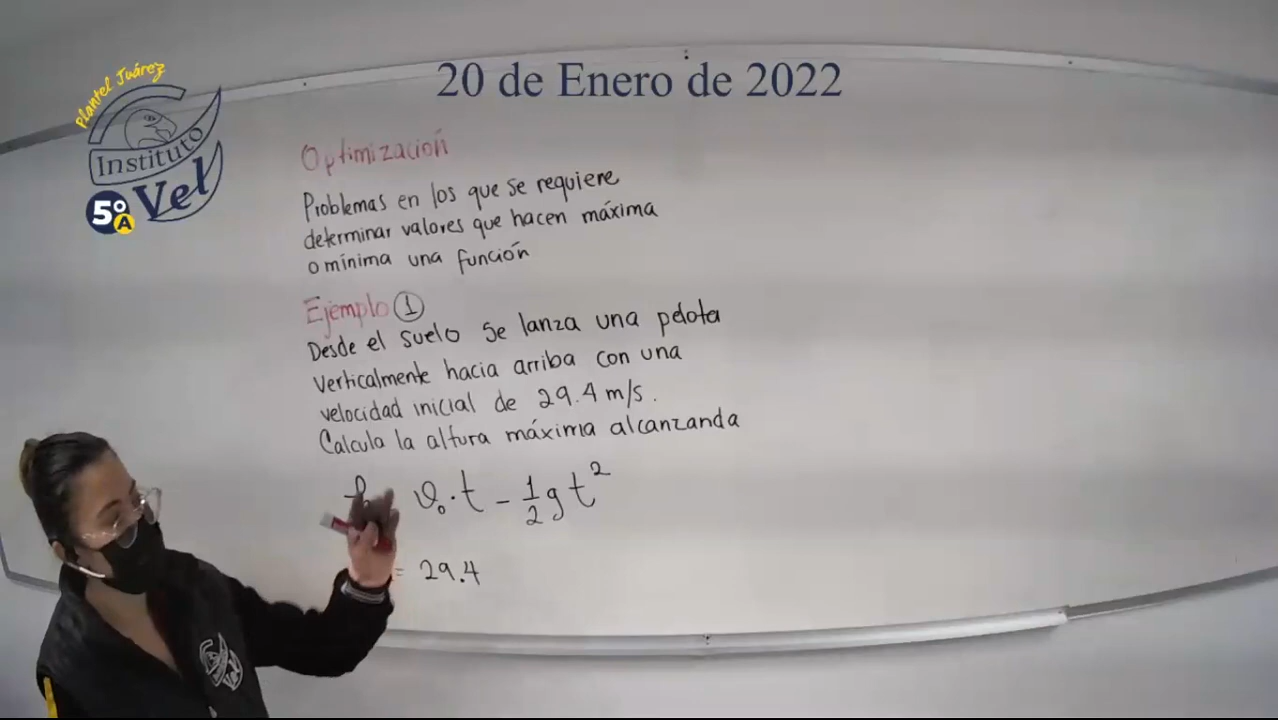 Plantel Juárez
Instituto
Vel
5º
A
20 de Enero de 2022
Optimización
Problemas en los que se requiere
determinar valores que hacen máxima
o mínima una función
Ejemplo 1
Desde el suelo se lanza una pelota
verticalmente hacia arriba con una
velocidad inicial de 29.4 m/s.
Calcula la altura máxima alcanzanda
v₀·t - 1/2 g t²
= 29.4